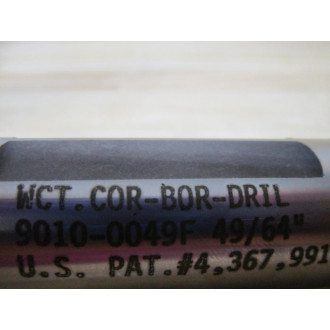 WCT.COR-BOR-DRIL
9010-0049F 49/64"
U.S. PAT.#4,367,991